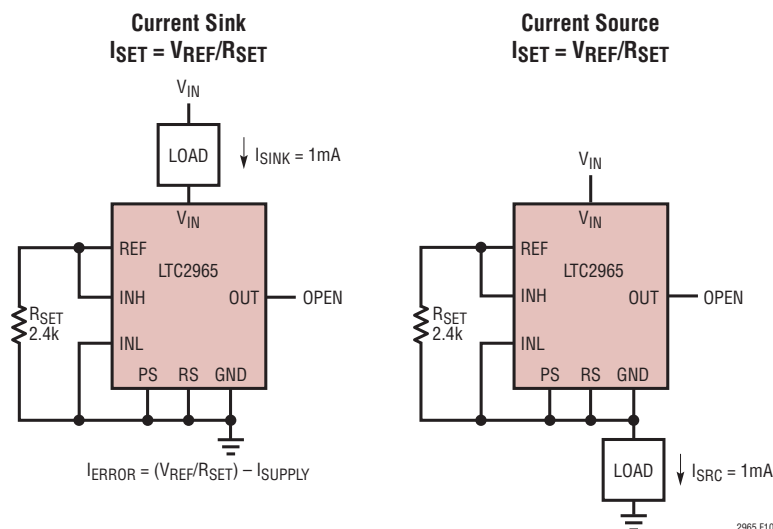 Current Sink
ISET = VREF/RSET
VIN
LOAD
ISINK = 1mA
VIN
REF
LTC2965
INH
OUT
OPEN
RSET
2.4k
INL
PS RS GND
IERROR = (VREF/RSET) – ISUPPLY
Current Source
ISET = VREF/RSET
VIN
VIN
REF
LTC2965
INH
OUT
OPEN
RSET
2.4k
INL
PS RS GND
LOAD
ISRC = 1mA
2965 F10